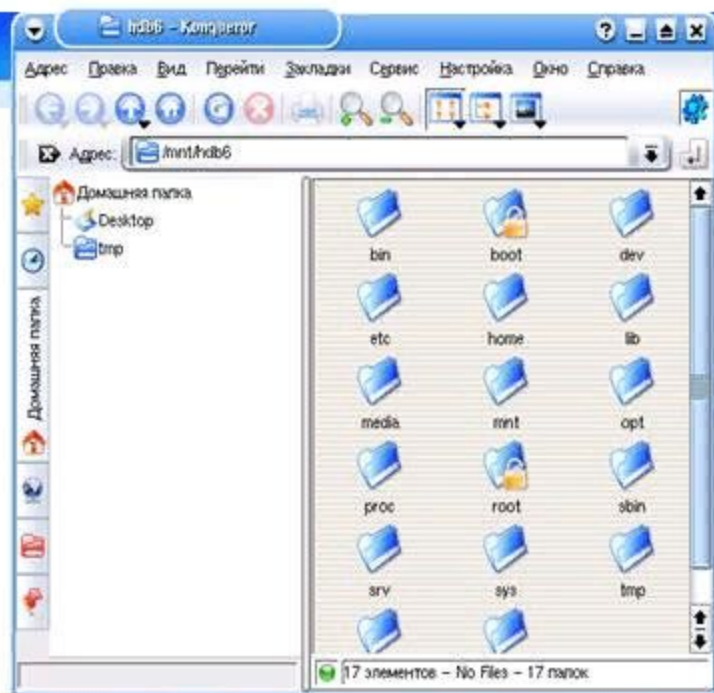 hdb6 – Konqueror
Адрес Правка Вид Перейти Закладки Сервис Настройка Окно Справка
Адрес: /mnt/hdb6
Домашняя папка
Desktop
tmp
Домашняя папка
bin boot dev
etc home lib
media mnt opt
proc root sbin
srv sys tmp
17 элементов – No Files – 17 папок